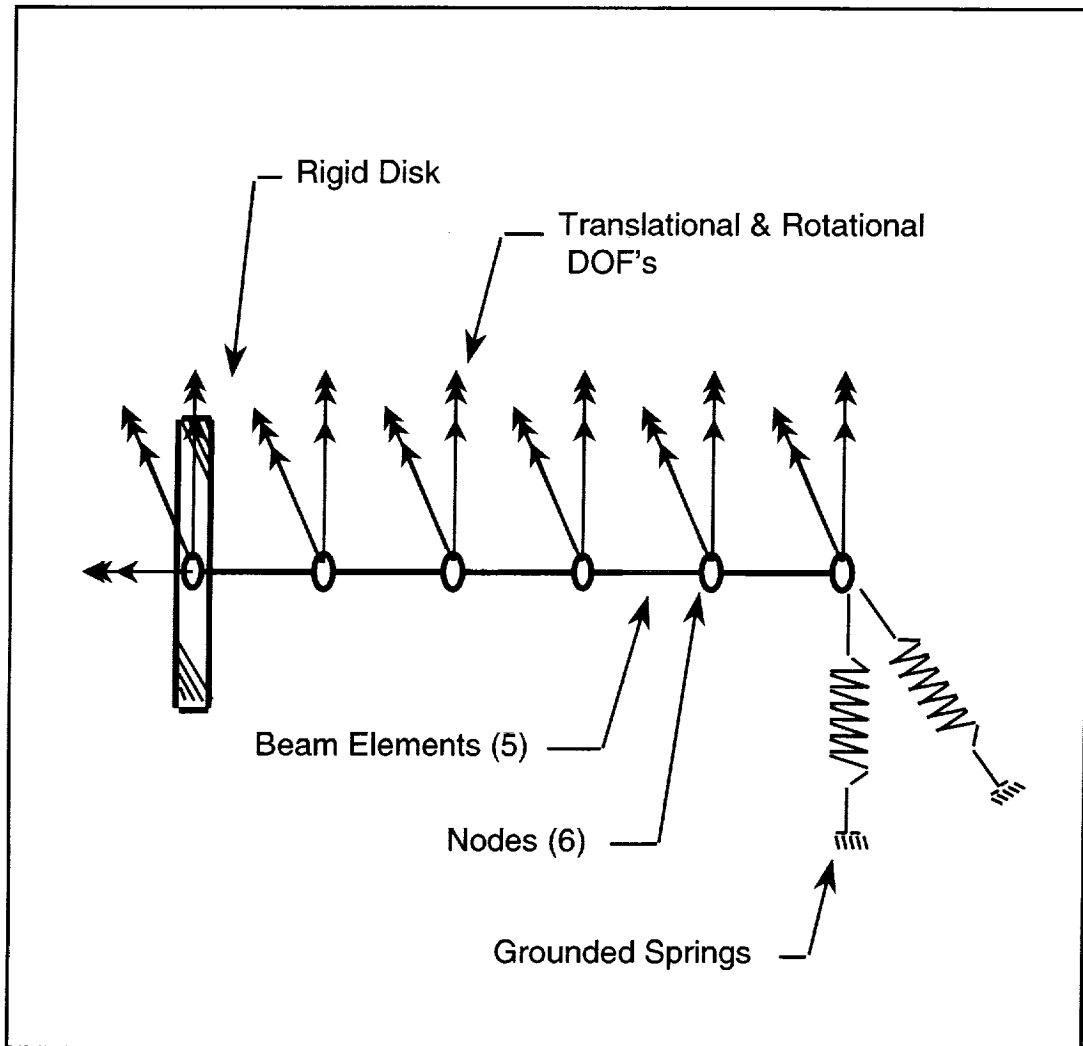 Rigid Disk
Translational & Rotational
DOF's
Beam Elements (5)
Nodes (6)
Grounded Springs